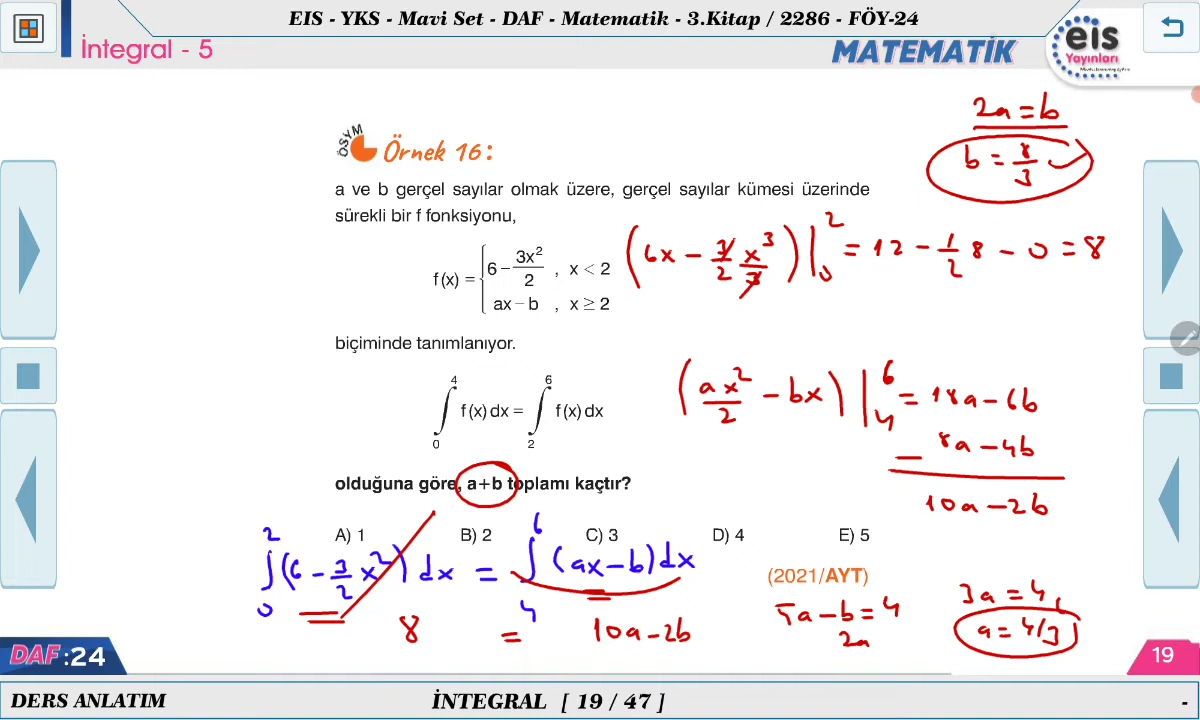 EIS - YKS - Mavi Set - DAF - Matematik - 3.Kitap / 2286 - FÖY-24
İntegral - 5
MATEMATİK
eis
Yayınları
2a = b
b = 8/3
ÖSYM
Örnek 16:
a ve b gerçel sayılar olmak üzere, gerçel sayılar kümesi üzerinde
sürekli bir f fonksiyonu,
f(x) = { 6 - 3x²/2 , x < 2
ax - b , x ≥ 2
(6x - 3/2 x³/3) |₀² = 12 - 1/2 8 - 0 = 8
biçiminde tanımlanıyor.
∫₀⁴ f(x) dx = ∫₂⁶ f(x) dx
(ax²/2 - bx) |₄⁶ = 18a - 6b
- 8a - 4b
10a - 2b
olduğuna göre, a+b toplamı kaçtır?
A) 1 B) 2 C) 3 D) 4 E) 5
∫₀² (6 - 3/2 x²) dx = ∫₄⁶ (ax - b) dx
(2021/AYT)
8 = 10a - 2b
5a - b = 4
2a
3a = 4
a = 4/3
DAF:24
19
DERS ANLATIM
İNTEGRAL [ 19 / 47 ]
-